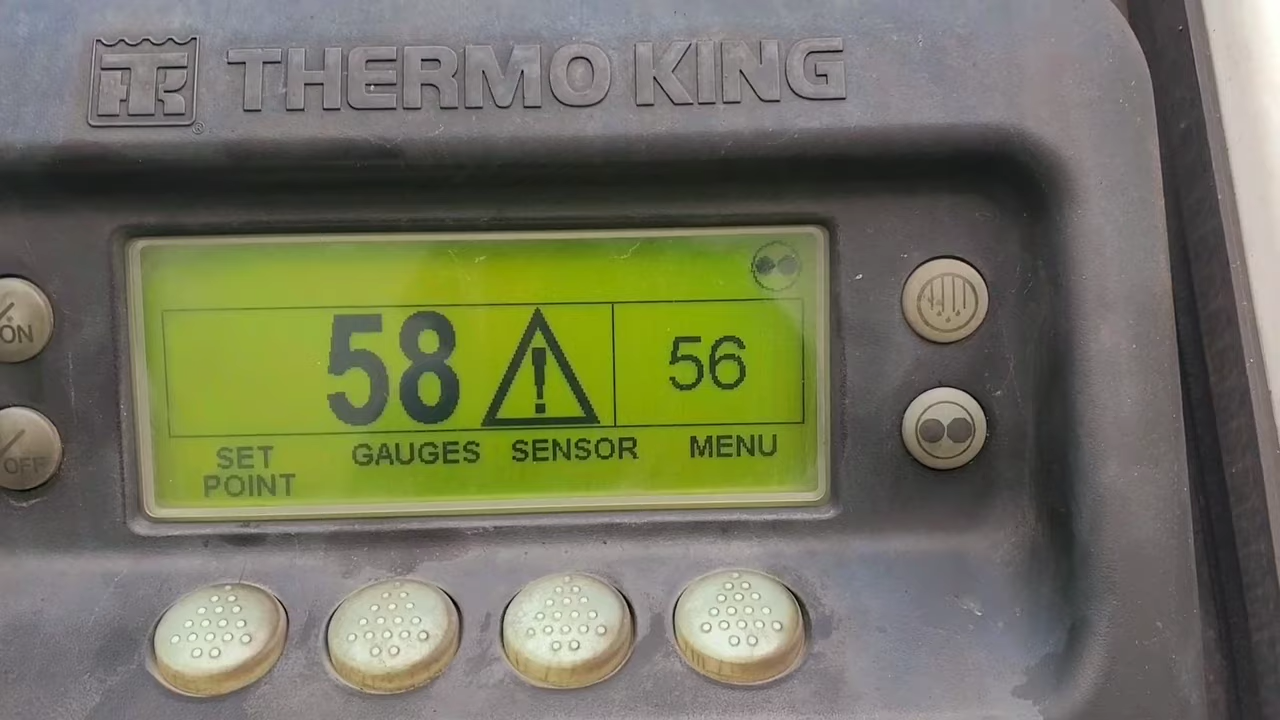 THERMO KING
®
58 ! 56
ON
OFF
SET POINT
GAUGES
SENSOR
MENU